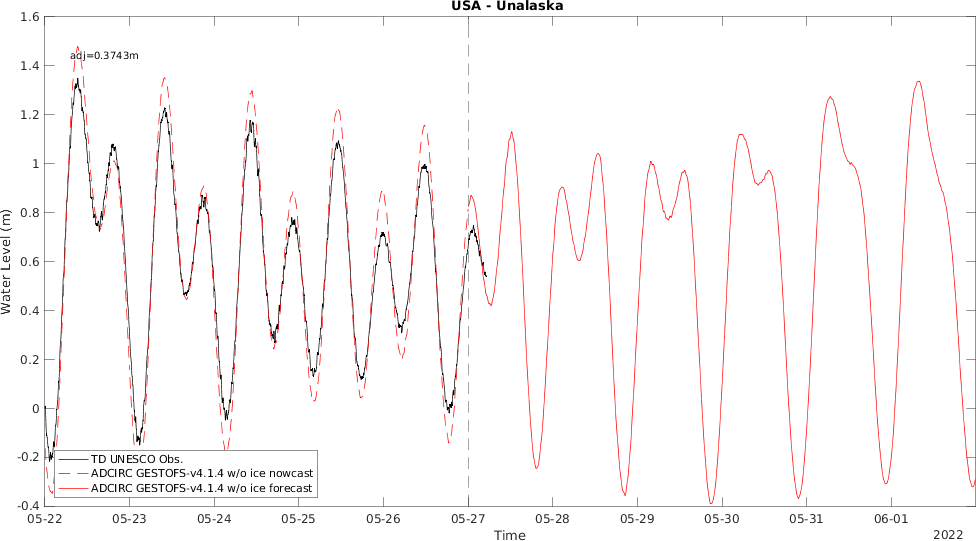 USA - Unalaska
adj=0.3743m
1.6
1.4
1.2
1
0.8
0.6
0.4
0.2
0
-0.2
-0.4
Water Level (m)
TD UNESCO Obs.
ADCIRC GESTOFS-v4.1.4 w/o ice nowcast
ADCIRC GESTOFS-v4.1.4 w/o ice forecast
05-22 05-23 05-24 05-25 05-26 05-27 05-28 05-29 05-30 05-31 06-01
Time
2022